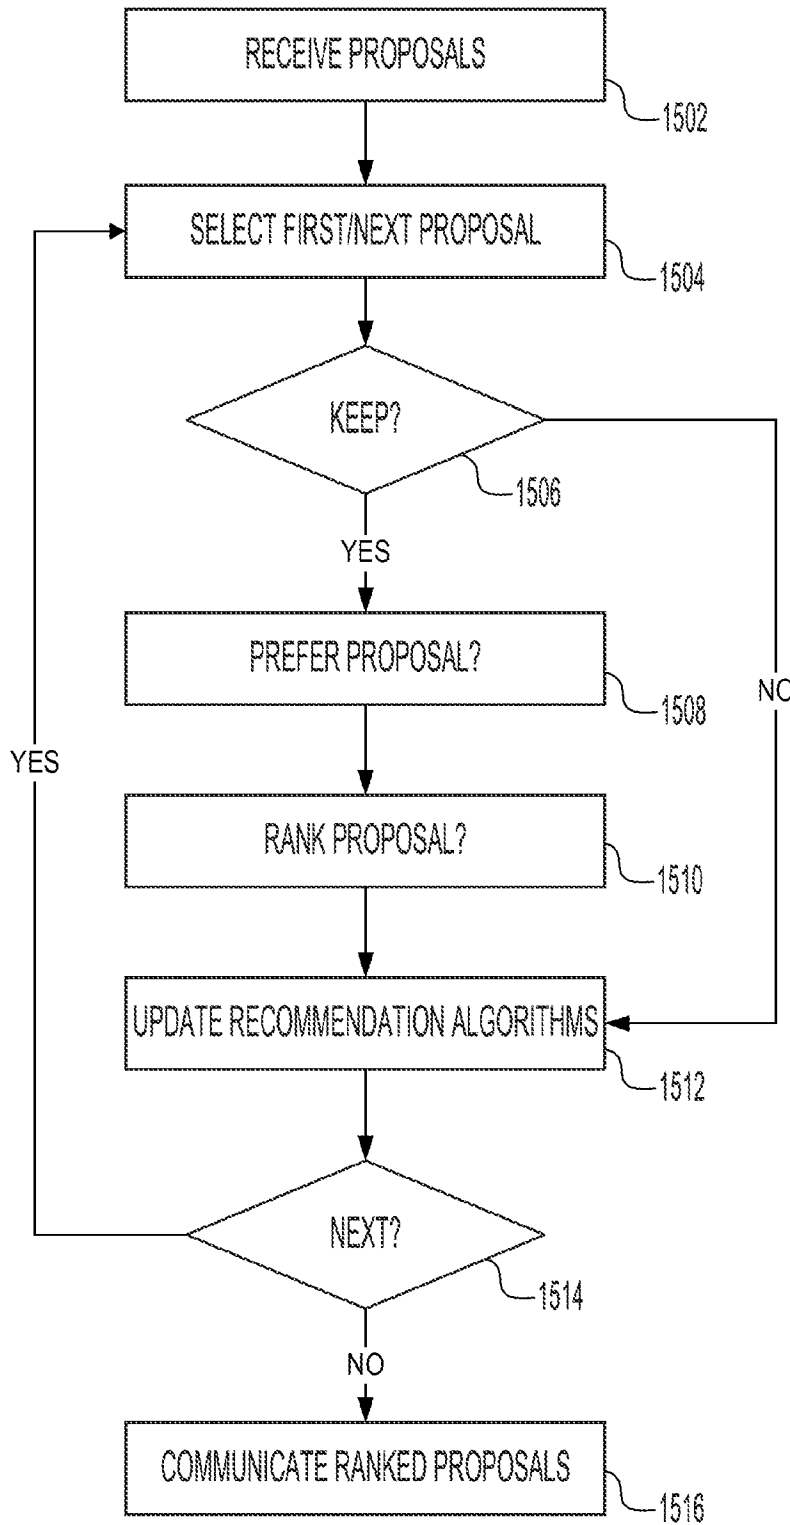 RECEIVE PROPOSALS
1502
SELECT FIRST/NEXT PROPOSAL
1504
KEEP?
1506
YES
PREFER PROPOSAL?
1508
NO
YES
RANK PROPOSAL?
1510
UPDATE RECOMMENDATION ALGORITHMS
1512
NEXT?
1514
NO
COMMUNICATE RANKED PROPOSALS
1516